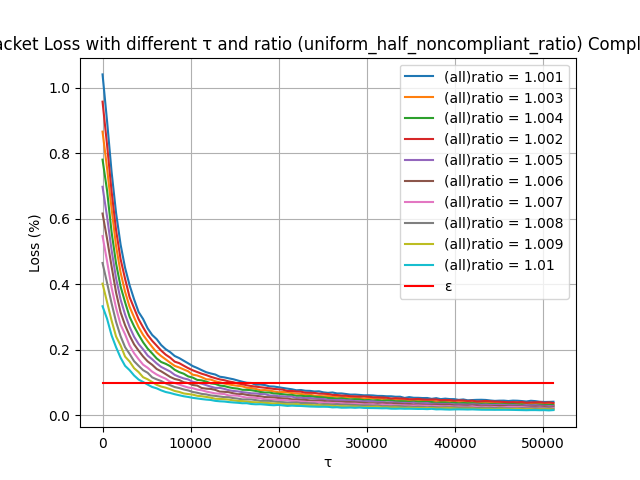 acket Loss with different τ and ratio (uniform_half_noncompliant_ratio) Compl
Loss (%)
1.0
0.8
0.6
0.4
0.2
0.0
(all)ratio = 1.001
(all)ratio = 1.003
(all)ratio = 1.004
(all)ratio = 1.002
(all)ratio = 1.005
(all)ratio = 1.006
(all)ratio = 1.007
(all)ratio = 1.008
(all)ratio = 1.009
(all)ratio = 1.01
ε
0 10000 20000 30000 40000 50000
τ